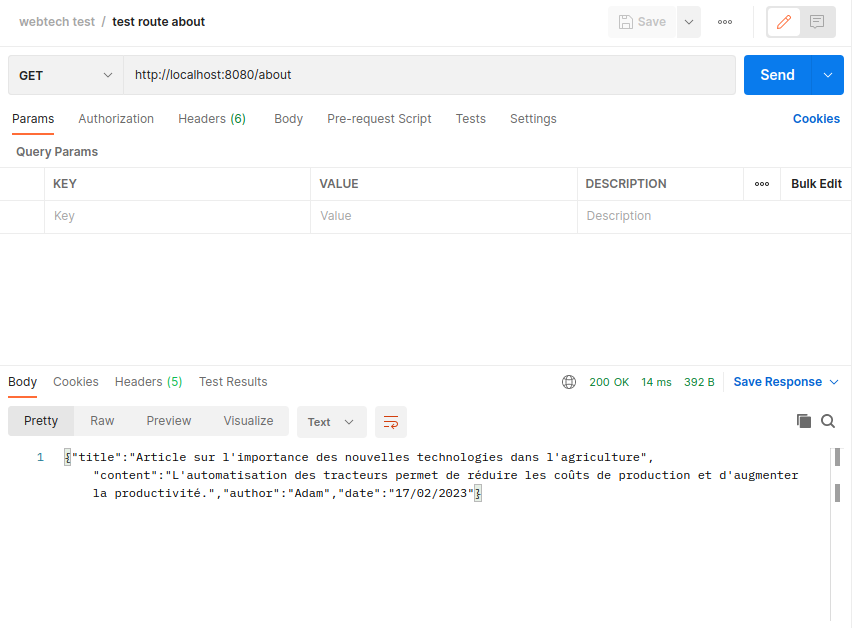 webtech test / test route about
Save
GET http://localhost:8080/about Send
Params Authorization Headers (6) Body Pre-request Script Tests Settings Cookies
Query Params
KEY VALUE DESCRIPTION Bulk Edit
Key Value Description
Body Cookies Headers (5) Test Results 200 OK 14 ms 392 B Save Response
Pretty Raw Preview Visualize Text
1 {"title":"Article sur l'importance des nouvelles technologies dans l'agriculture",
"content":"L'automatisation des tracteurs permet de réduire les coûts de production et d'augmenter
la productivité.","author":"Adam","date":"17/02/2023"}